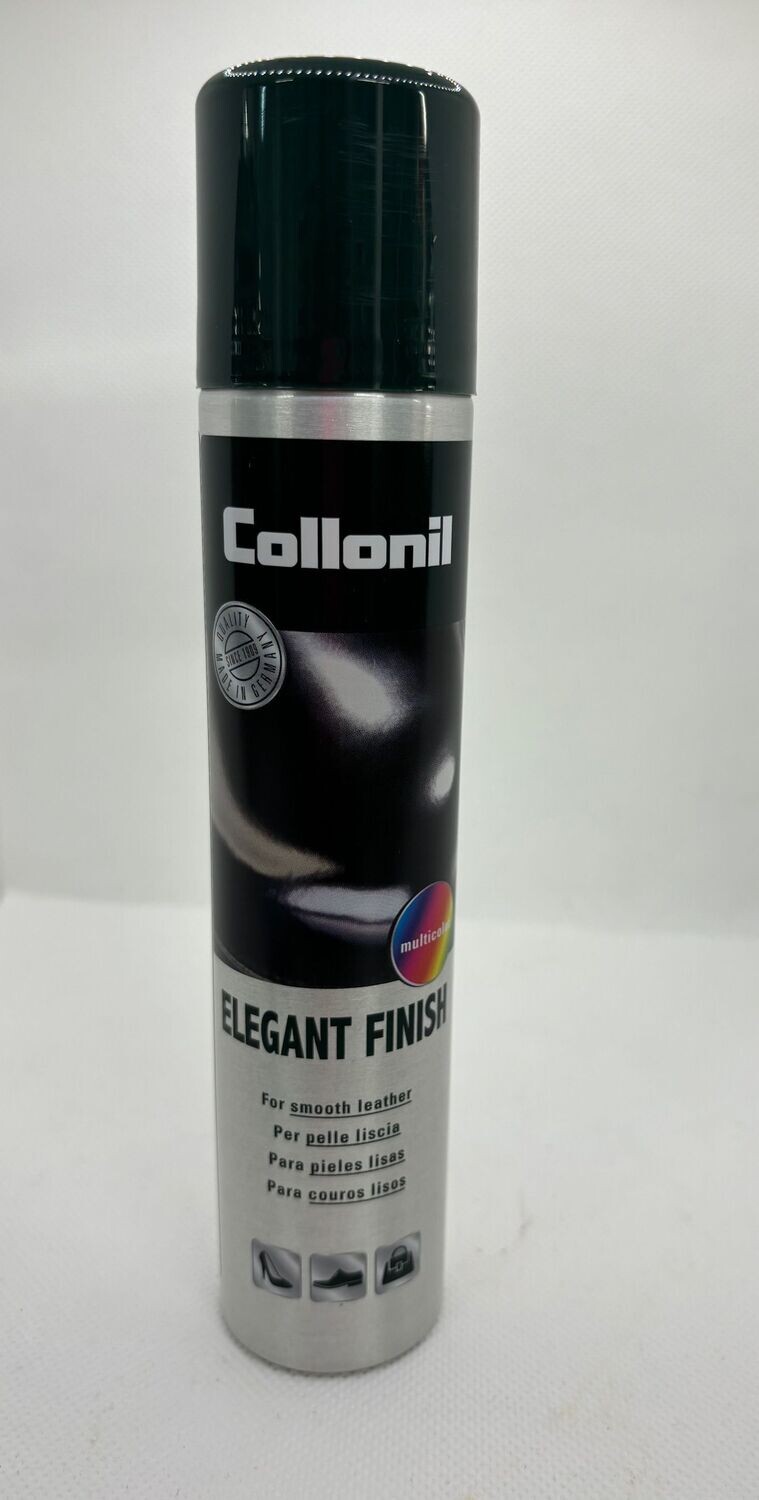 Collonil
QUALITY
SINCE 1909
MADE IN GERMANY
multicolor
ELEGANT FINISH
For smooth leather
Per pelle liscia
Para pieles lisas
Para couros lisos